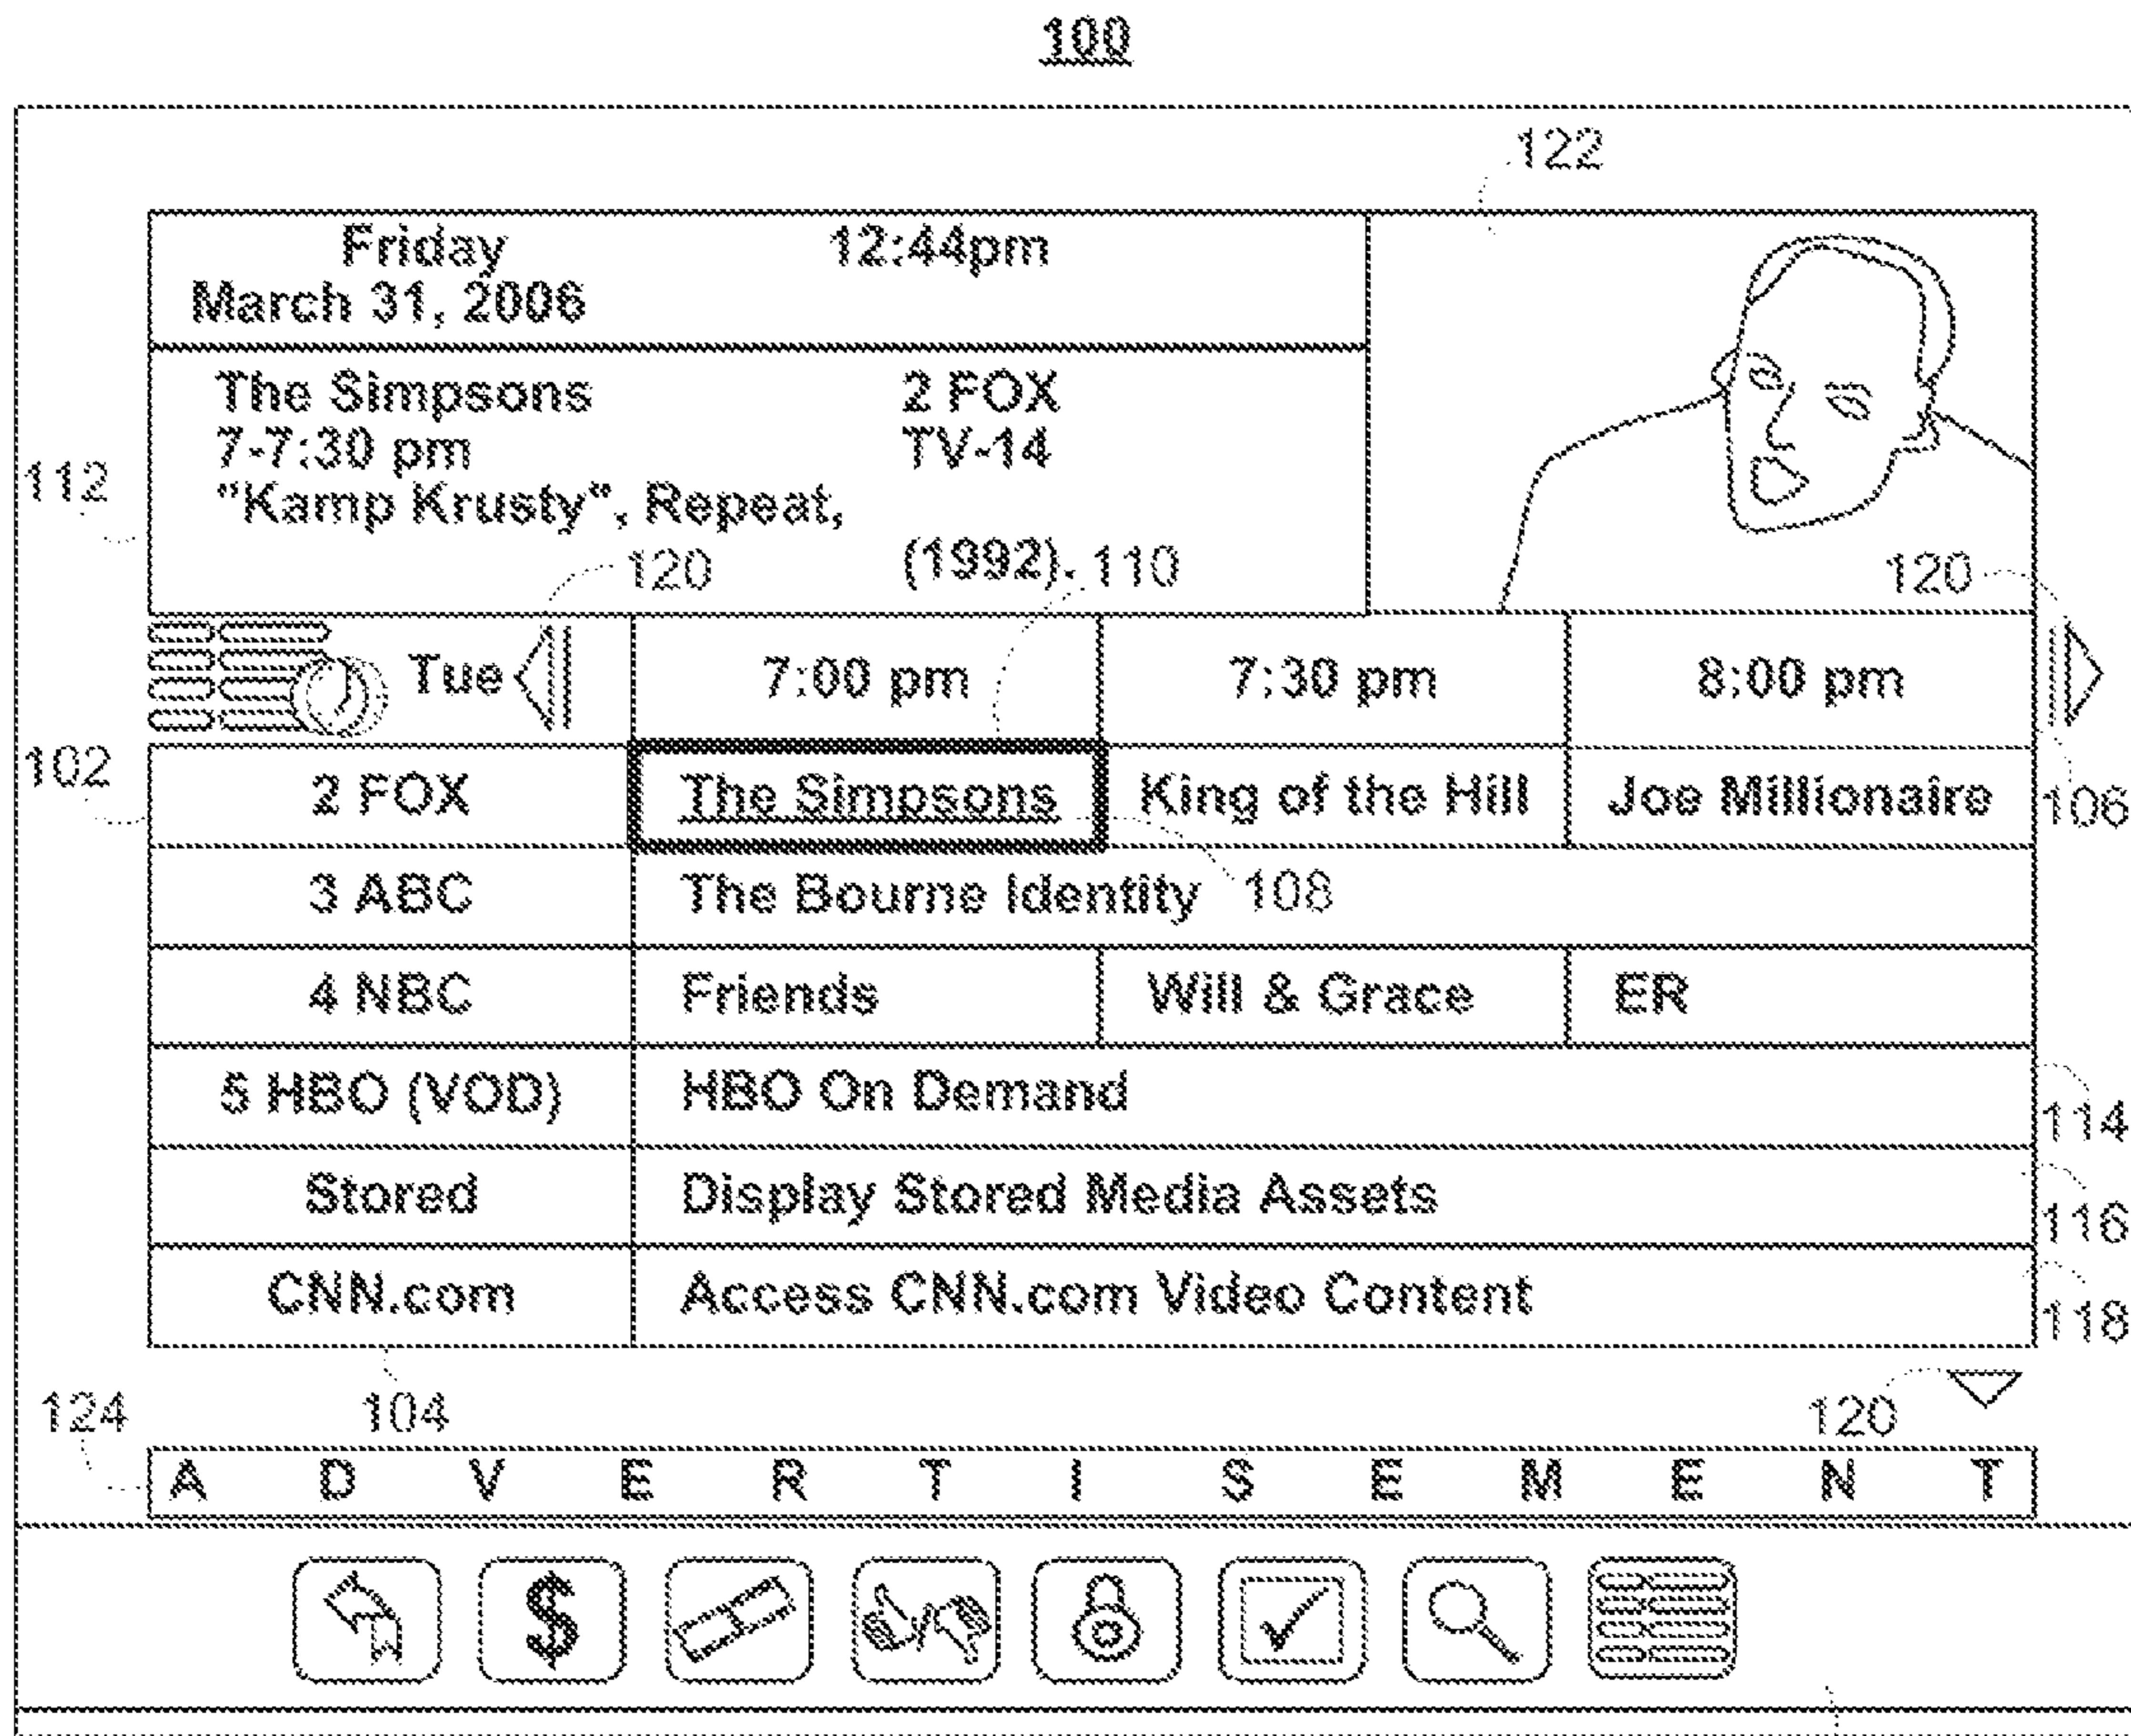 100
122
Friday 12:44pm
March 31, 2006
The Simpsons 2 FOX
7-7:30 pm TV-14
112
"Kamp Krusty", Repeat,
120 (1992). 110 120
Tue 7:00 pm 7:30 pm 8:00 pm
102 2 FOX The Simpsons King of the Hill Joe Millionaire 106
3 ABC The Bourne Identity 108
4 NBC Friends Will & Grace ER
5 HBO (VOD) HBO On Demand 114
Stored Display Stored Media Assets 116
CNN.com Access CNN.com Video Content 118
124 104 120
A D V E R T I S E M E N T
$